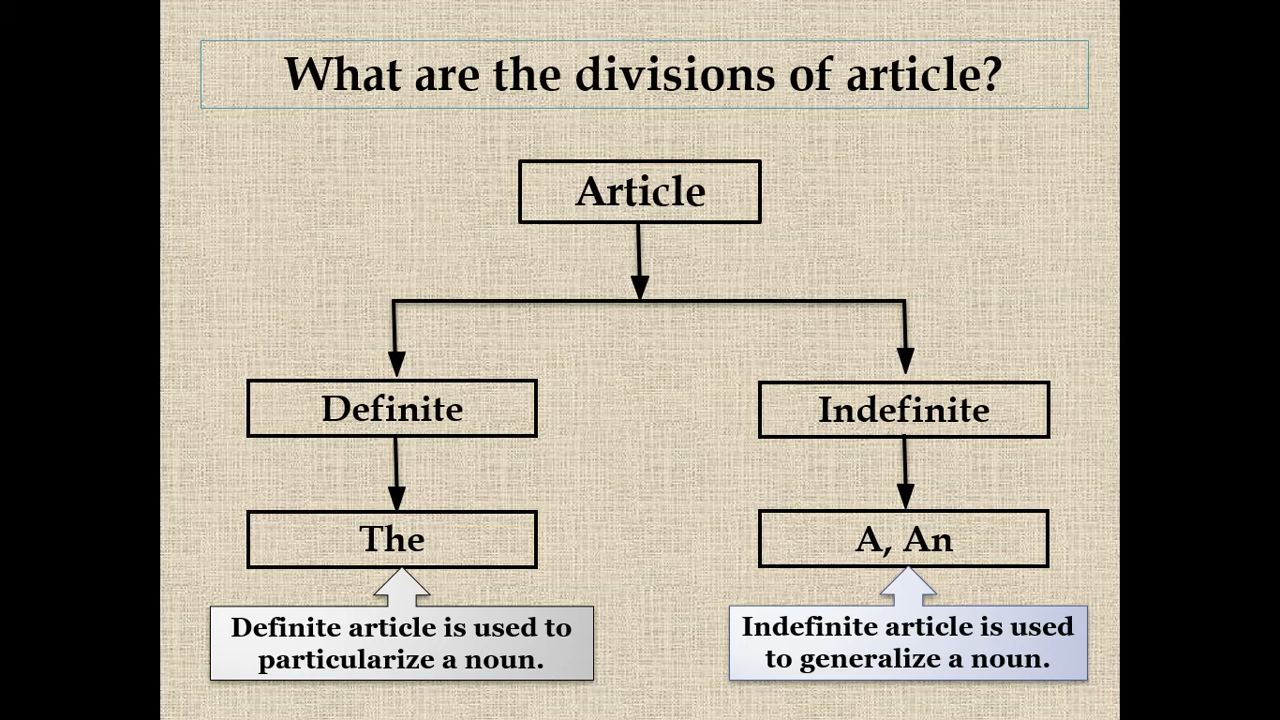 What are the divisions of article?
Article
Definite
Indefinite
The
A, An
Definite article is used to
particularize a noun.
Indefinite article is used
to generalize a noun.